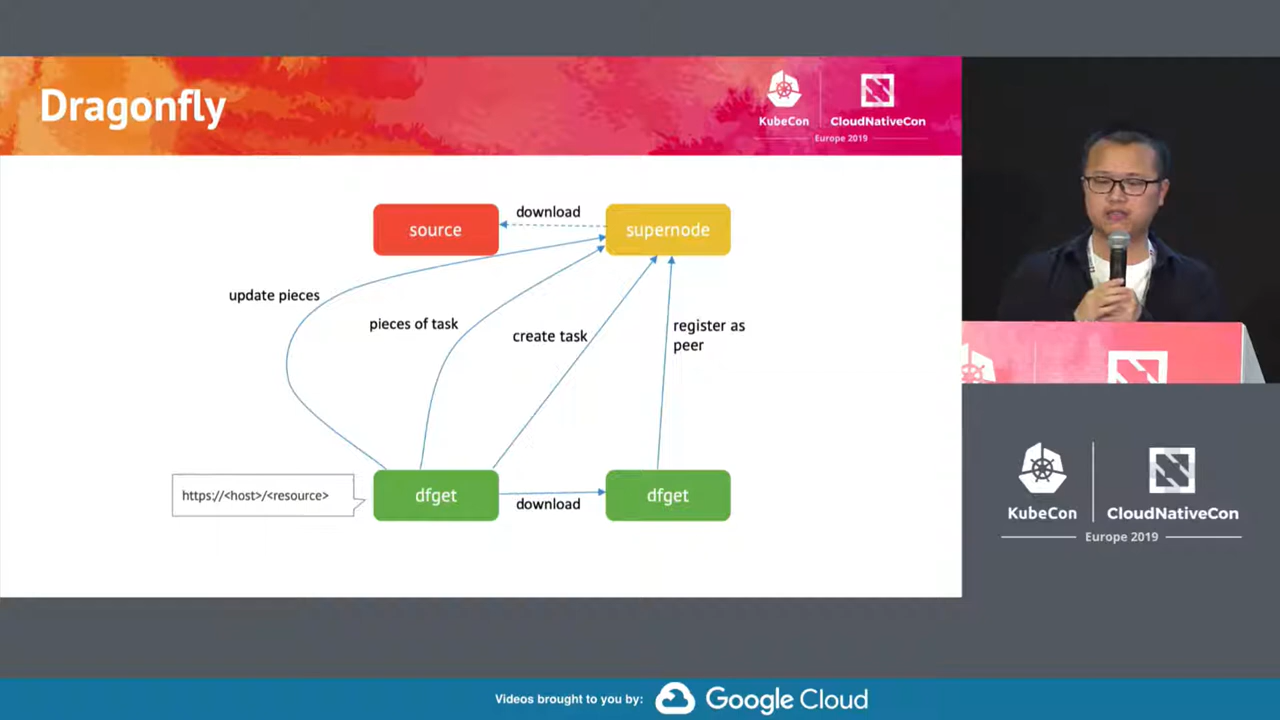 Dragonfly
KubeCon
CloudNativeCon
Europe 2019
source
download
supernode
update pieces
pieces of task
create task
register as
peer
https://<host>/<resource>
dfget
download
dfget
KubeCon
CloudNativeCon
Europe 2019
Videos brought to you by:
Google Cloud